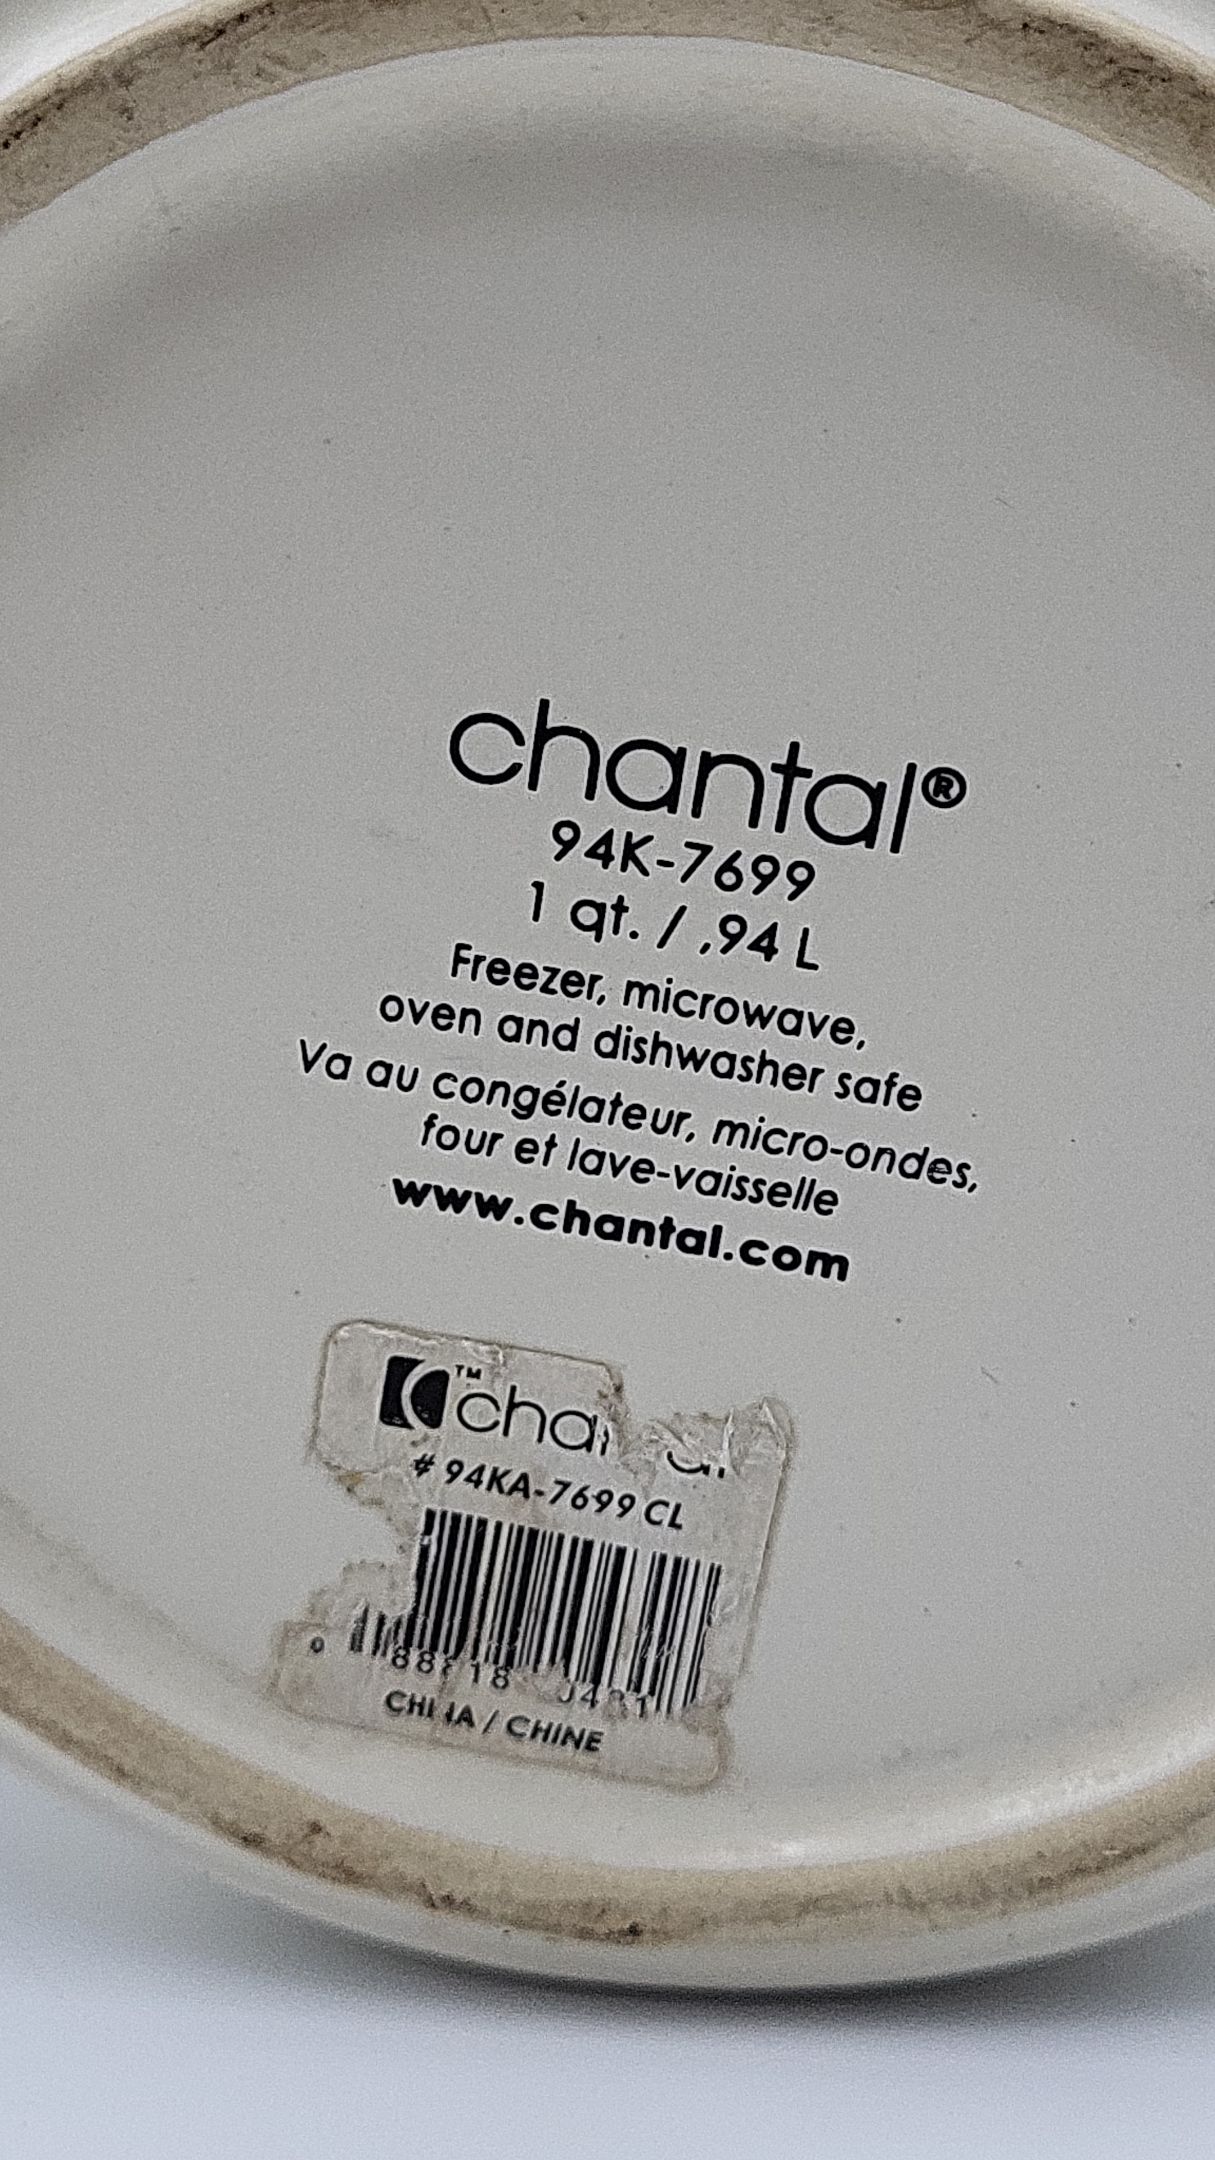 chantal®
94K-7699
1 qt. / .94 L
Freezer, microwave,
oven and dishwasher safe
Va au congélateur, micro-ondes,
four et lave-vaisselle
www.chantal.com
# 94KA-7699 CL
/ CHINE